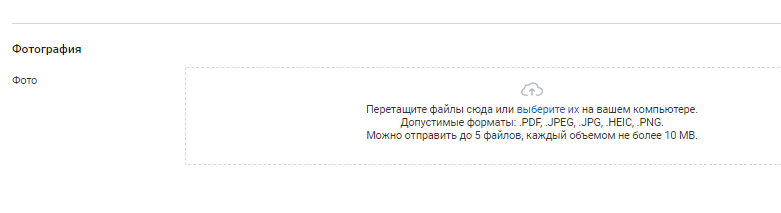 Фотография
Фото
Перетащите файлы сюда или выберите их на вашем компьютере.
Допустимые форматы: .PDF, .JPEG, .JPG, .HEIC, .PNG.
Можно отправить до 5 файлов, каждый объемом не более 10 MB.